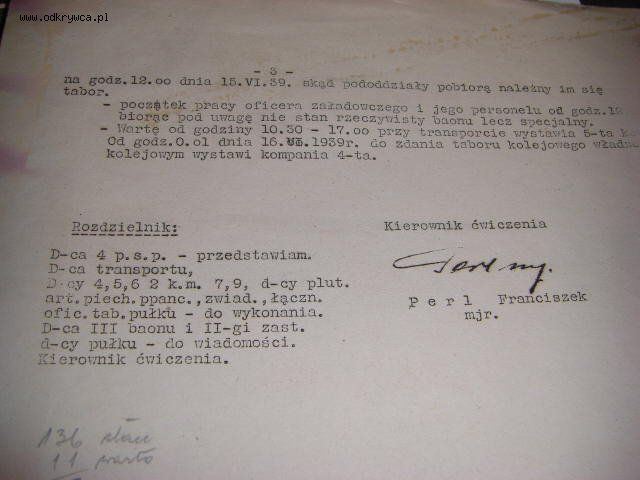 www.odkrywca.pl
- 3 -
na godz.12.oo dnia 15.VI.39. skąd pododdziały pobiorą należny im się
tabor.
- początek pracy oficera załadowczego i jego personelu od godz.12
biorąc pod uwagę nie stan rzeczywisty baonu lecz specjalny.
- Wartę od godziny 10.30 - 17.oo przy transporcie wystawia 5-ta
Od godz.0.ol dnia 16.VI.1939r. do zdania taboru kolejowego
kolejowym wystawi kompania 4-ta.
Rozdzielnik:
D-ca 4 p.s.p. - przedstawiam.
D-ca transportu,
D-cy 4,5,6 2 k.m. 7,9, d-cy plut.
art.piech.ppanc.,zwiad.,łączn.
ofic.tab.pułku - do wykonania.
D-ca III baonu i II-gi zast.
d-cy pułku - do wiadomości.
Kierownik ćwiczenia.
Kierownik ćwiczenia
P e r l Franciszek
mjr.
136 stan
11 warto